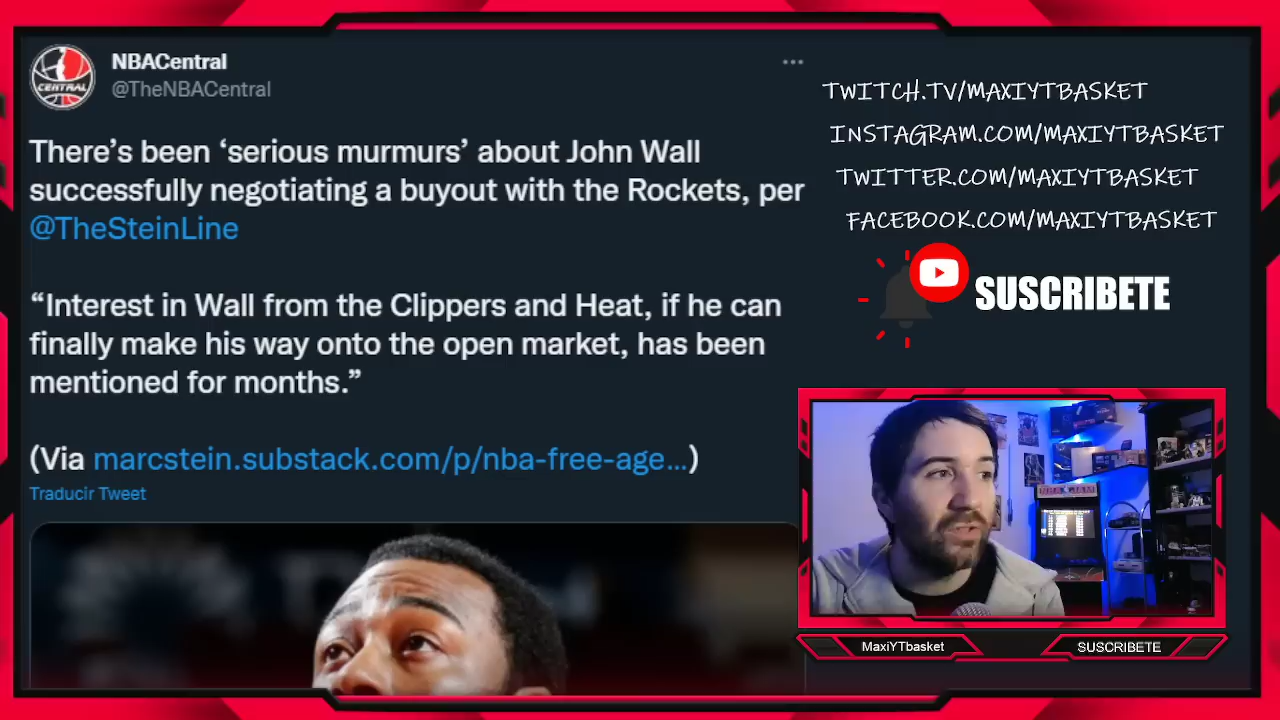 NBACentral
@TheNBACentral
There's been ‘serious murmurs’ about John Wall
successfully negotiating a buyout with the Rockets, per
@TheSteinLine
“Interest in Wall from the Clippers and Heat, if he can
finally make his way onto the open market, has been
mentioned for months.”
(Via marcstein.substack.com/p/nba-free-age...)
Traducir Tweet
TWITCH.TV/MAXIYTBASKET
INSTAGRAM.COM/MAXIYTBASKET
TWITTER.COM/MAXIYTBASKET
FACEBOOK.COM/MAXIYTBASKET
SUSCRIBETE
CENTRAL
NBA JAM
MaxiYTbasket
SUSCRIBETE